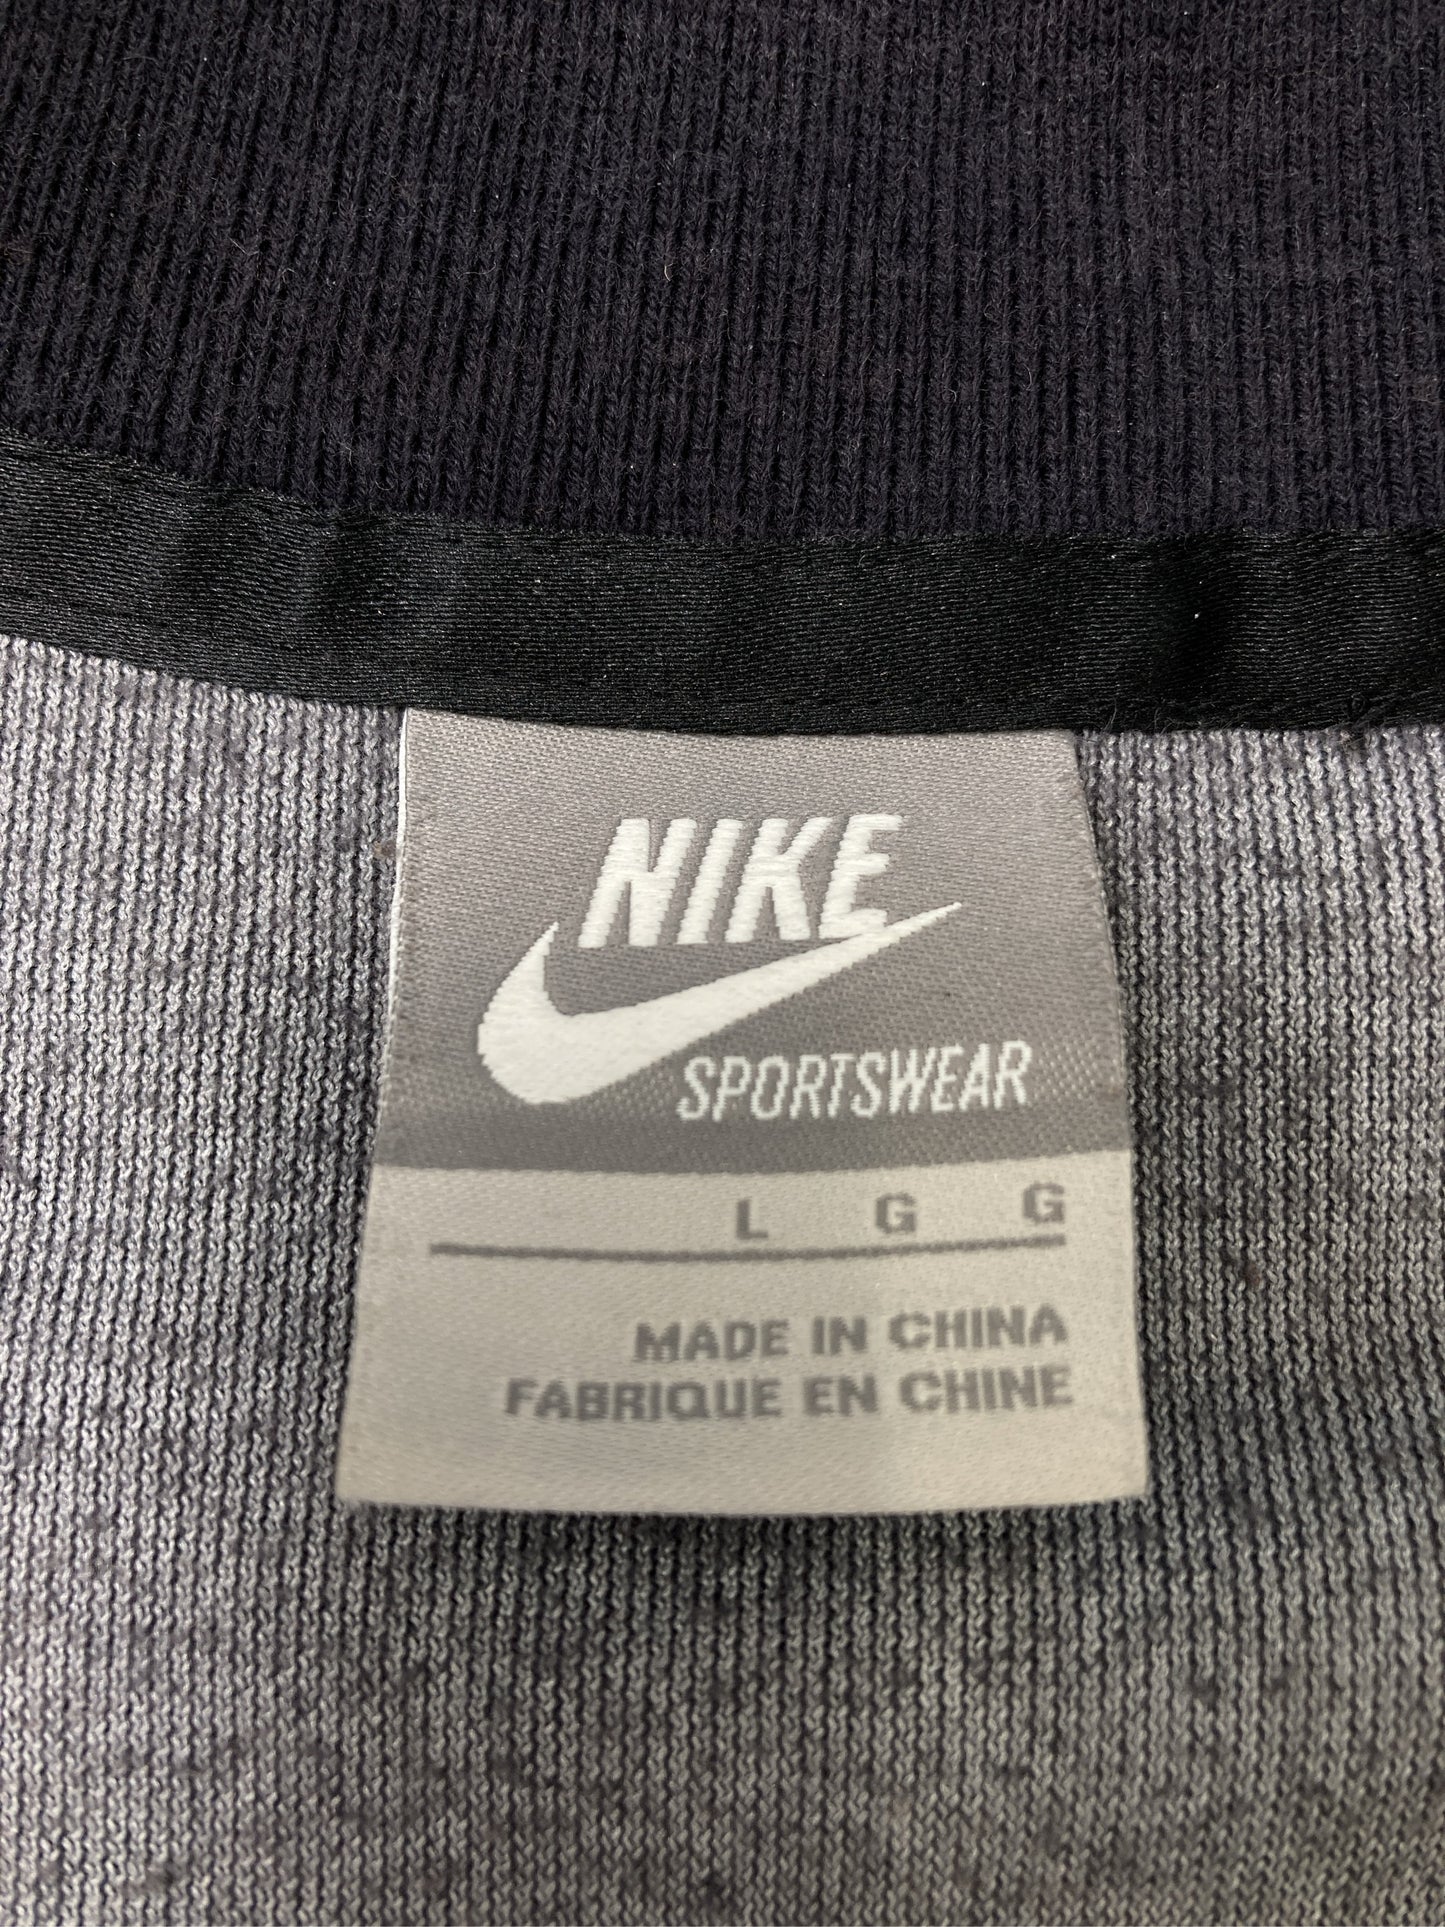 NIKE
SPORTSWEAR
L G G
MADE IN CHINA
FABRIQUE EN CHINE